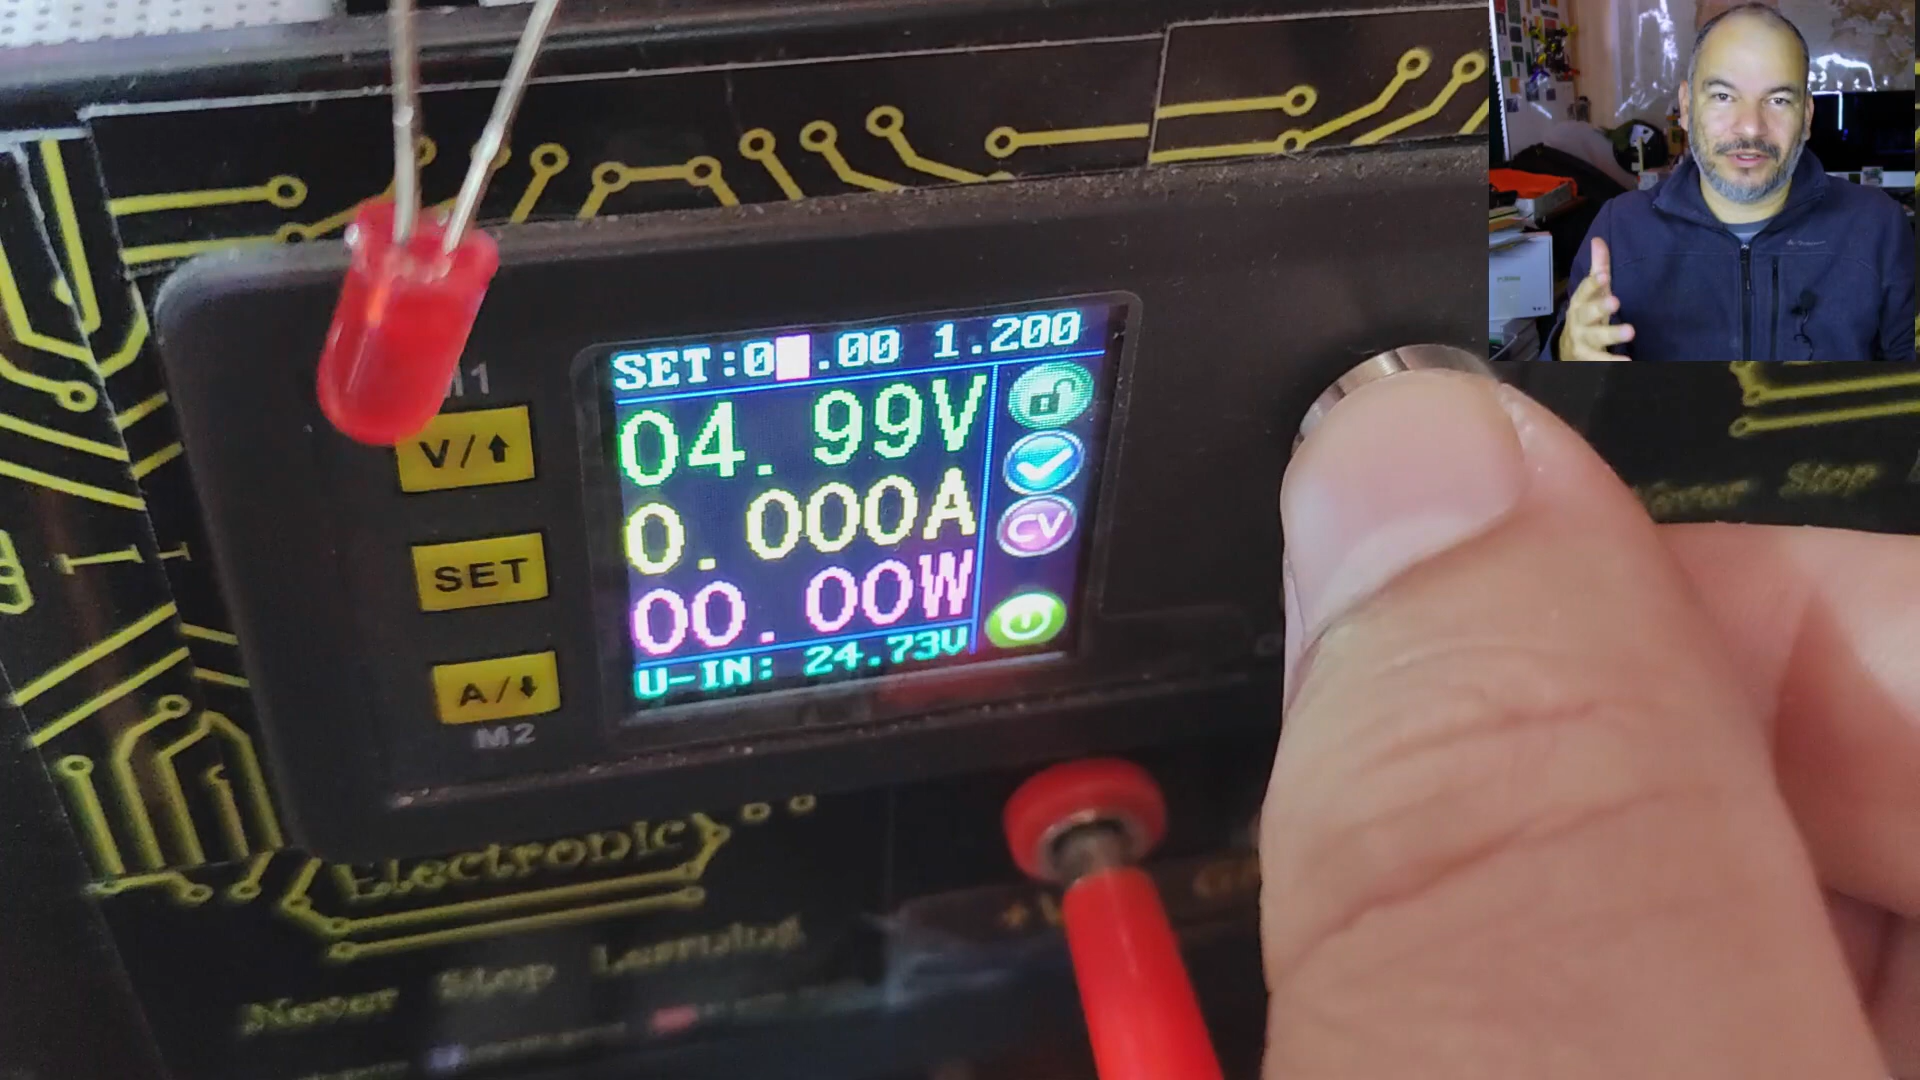 SET:0 .00 1.200
04.99V
0.000A
CV
00.00W
U-IN: 24.73V
M1
V/↑
SET
A/↓
M2
Electronic
Never Stop Learning
Never Stop